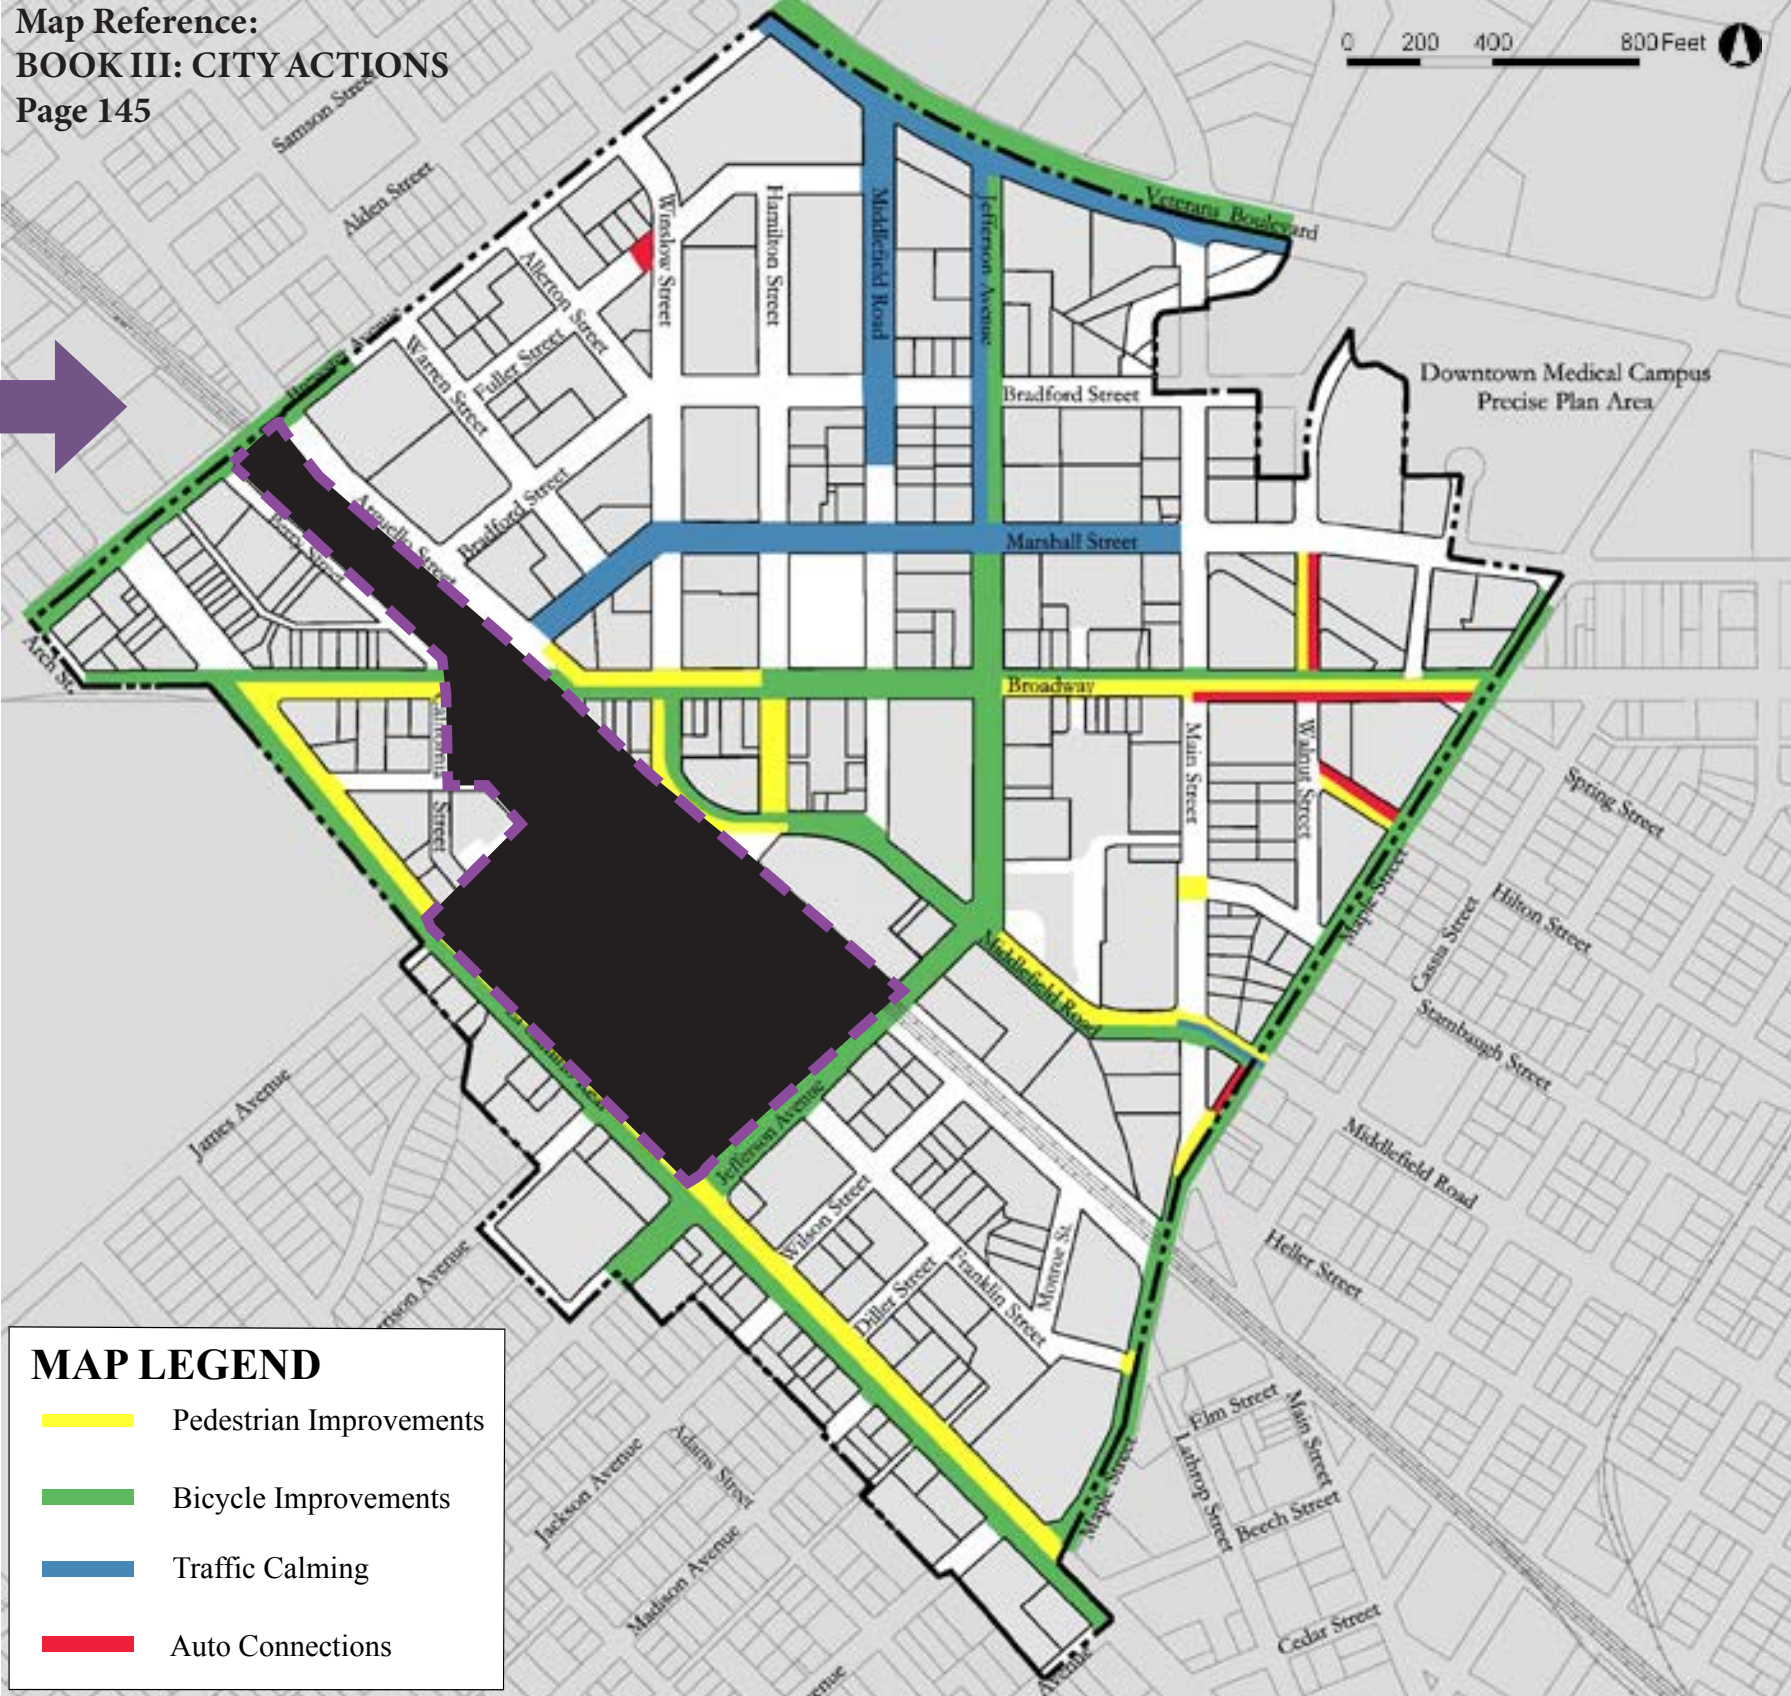 Map Reference:
BOOK III: CITY ACTIONS
Page 145
0 200 400 800 Feet
Samson Street
Alden Street
Veterans Boulevard
Winslow Street
Hamilton Street
Middlefield Road
Jefferson Avenue
Allerton Street
Fuller Street
Warren Street
Bradford Street
Downtown Medical Campus
Precise Plan Area
Bradford Street
Arguello Street
Perry Street
Marshall Street
Arch St.
Broadway
Street
Main Street
Walnut Street
Spring Street
Maple Street
Hilton Street
Cassia Street
Stambaugh Street
Middlefield Road
Middlefield Road
James Avenue
Jefferson Avenue
Wilson Street
Diller Street
Franklin Street
Monroe St.
Heller Street
Elm Street
Main Street
Lathrop Street
Beech Street
Maple Street
Cedar Street
Adams Street
Jackson Avenue
Madison Avenue
Avenue
MAP LEGEND
Pedestrian Improvements
Bicycle Improvements
Traffic Calming
Auto Connections